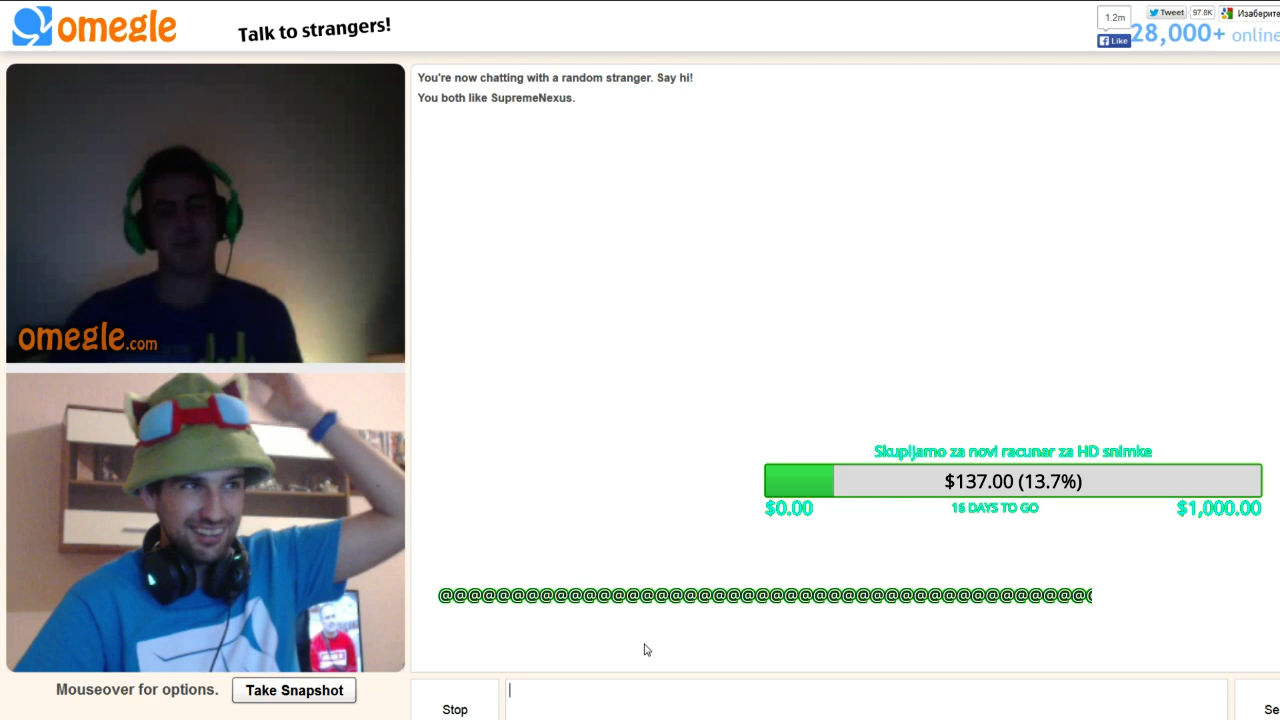 omegle
Talk to strangers!
1.2m
Like
Tweet
97.8K
Изаберите
28,000+ online
You're now chatting with a random stranger. Say hi!
You both like SupremeNexus.
omegle.com
Skupljamo za novi racunar za HD snimke
$137.00 (13.7%)
$0.00
16 DAYS TO GO
$1,000.00
@@@@@@@@@@@@@@@@@@@@@@@@@@@@@@@@@@@@@@@@@@@@@@
Mouseover for options.
Take Snapshot
Stop
Se